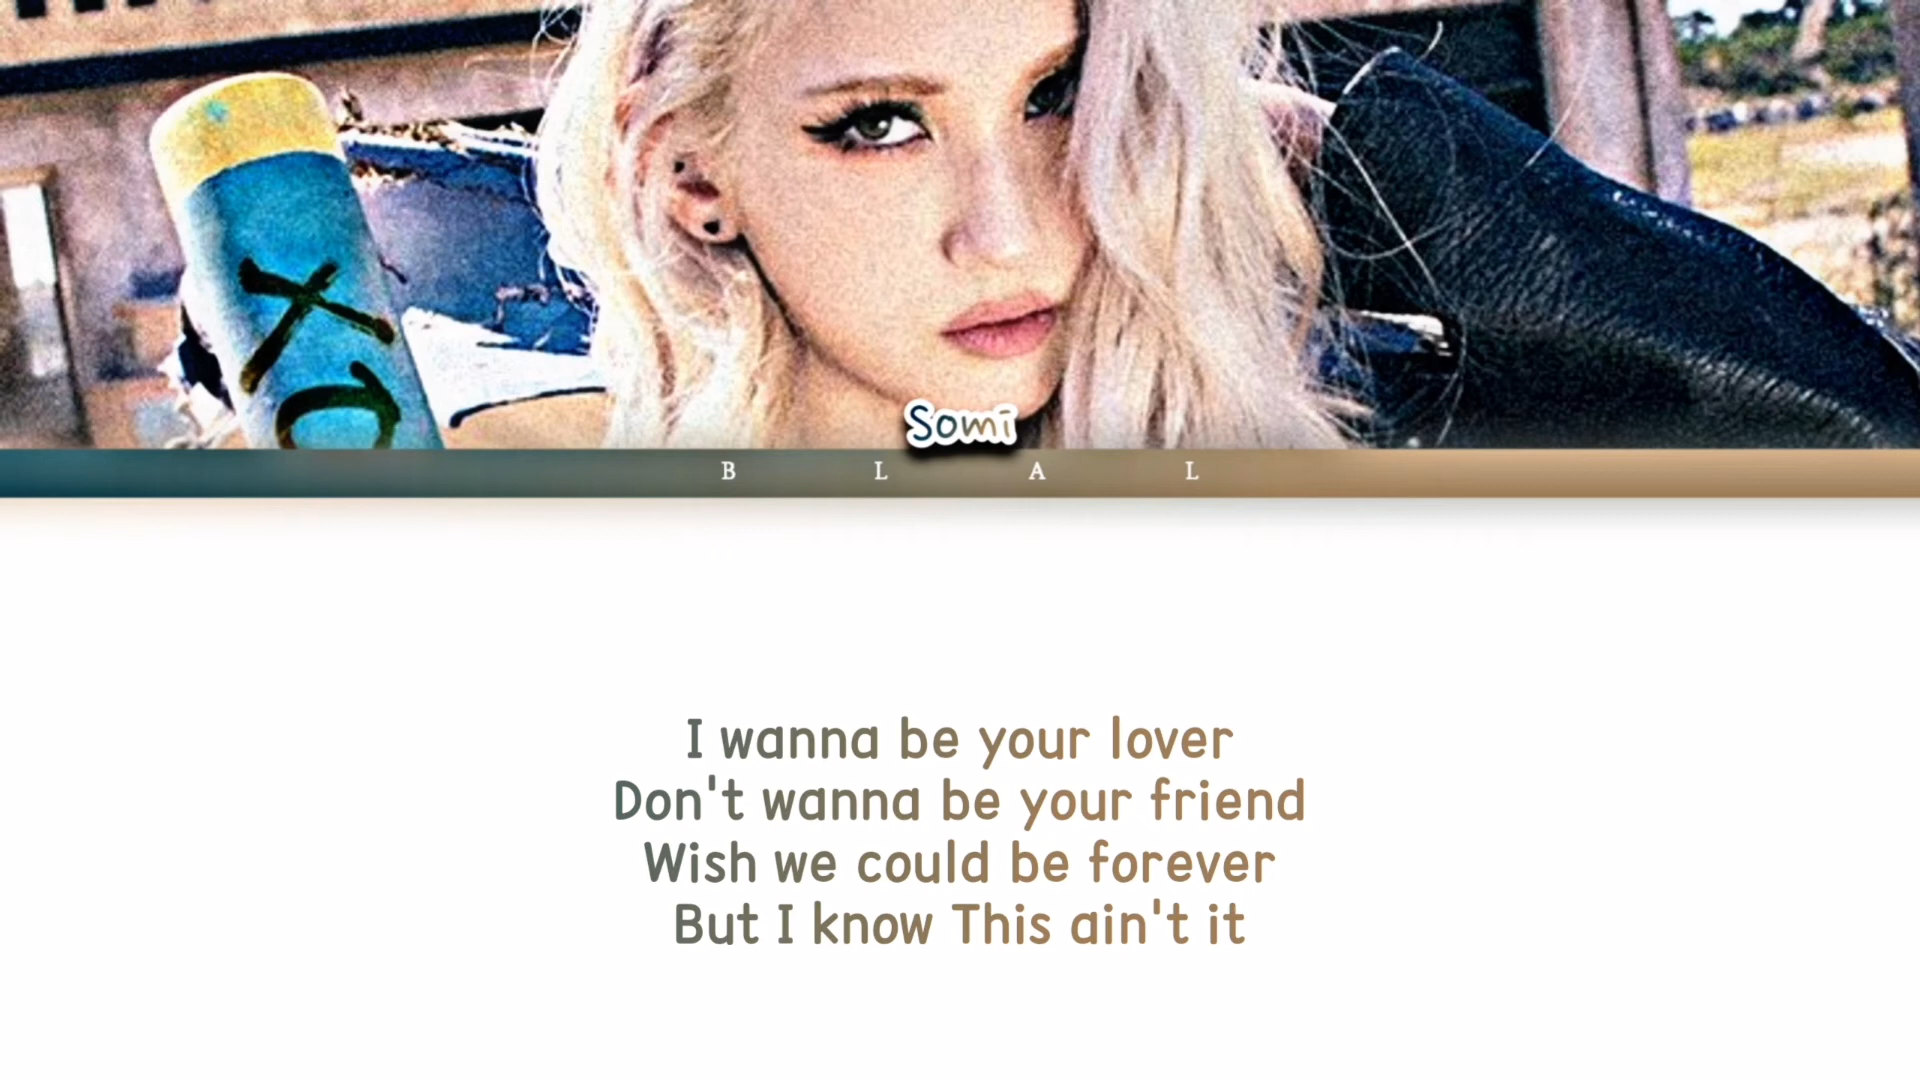 Somi
B L A L
I wanna be your lover
Don't wanna be your friend
Wish we could be forever
But I know This ain't it